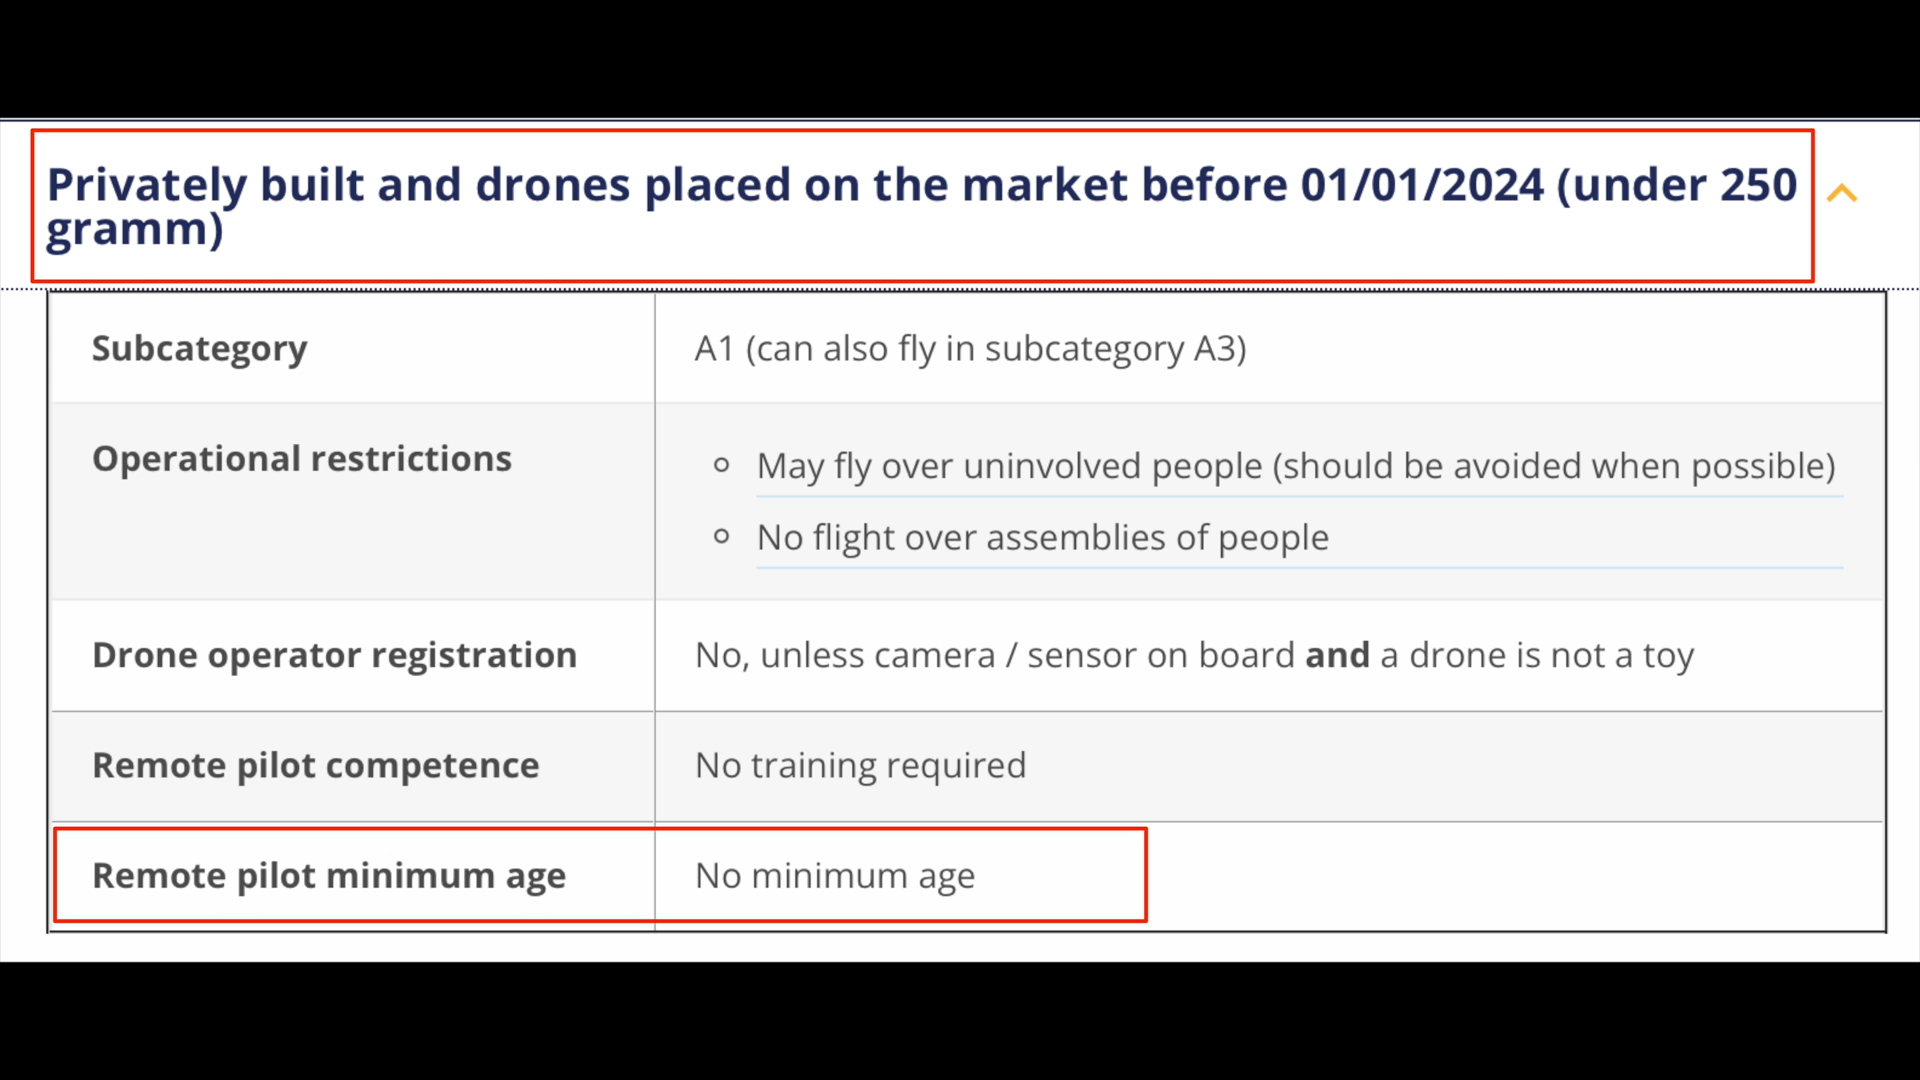 Privately built and drones placed on the market before 01/01/2024 (under 250
gramm)
Subcategory
A1 (can also fly in subcategory A3)
Operational restrictions
May fly over uninvolved people (should be avoided when possible)
No flight over assemblies of people
Drone operator registration
No, unless camera / sensor on board and a drone is not a toy
Remote pilot competence
No training required
Remote pilot minimum age
No minimum age